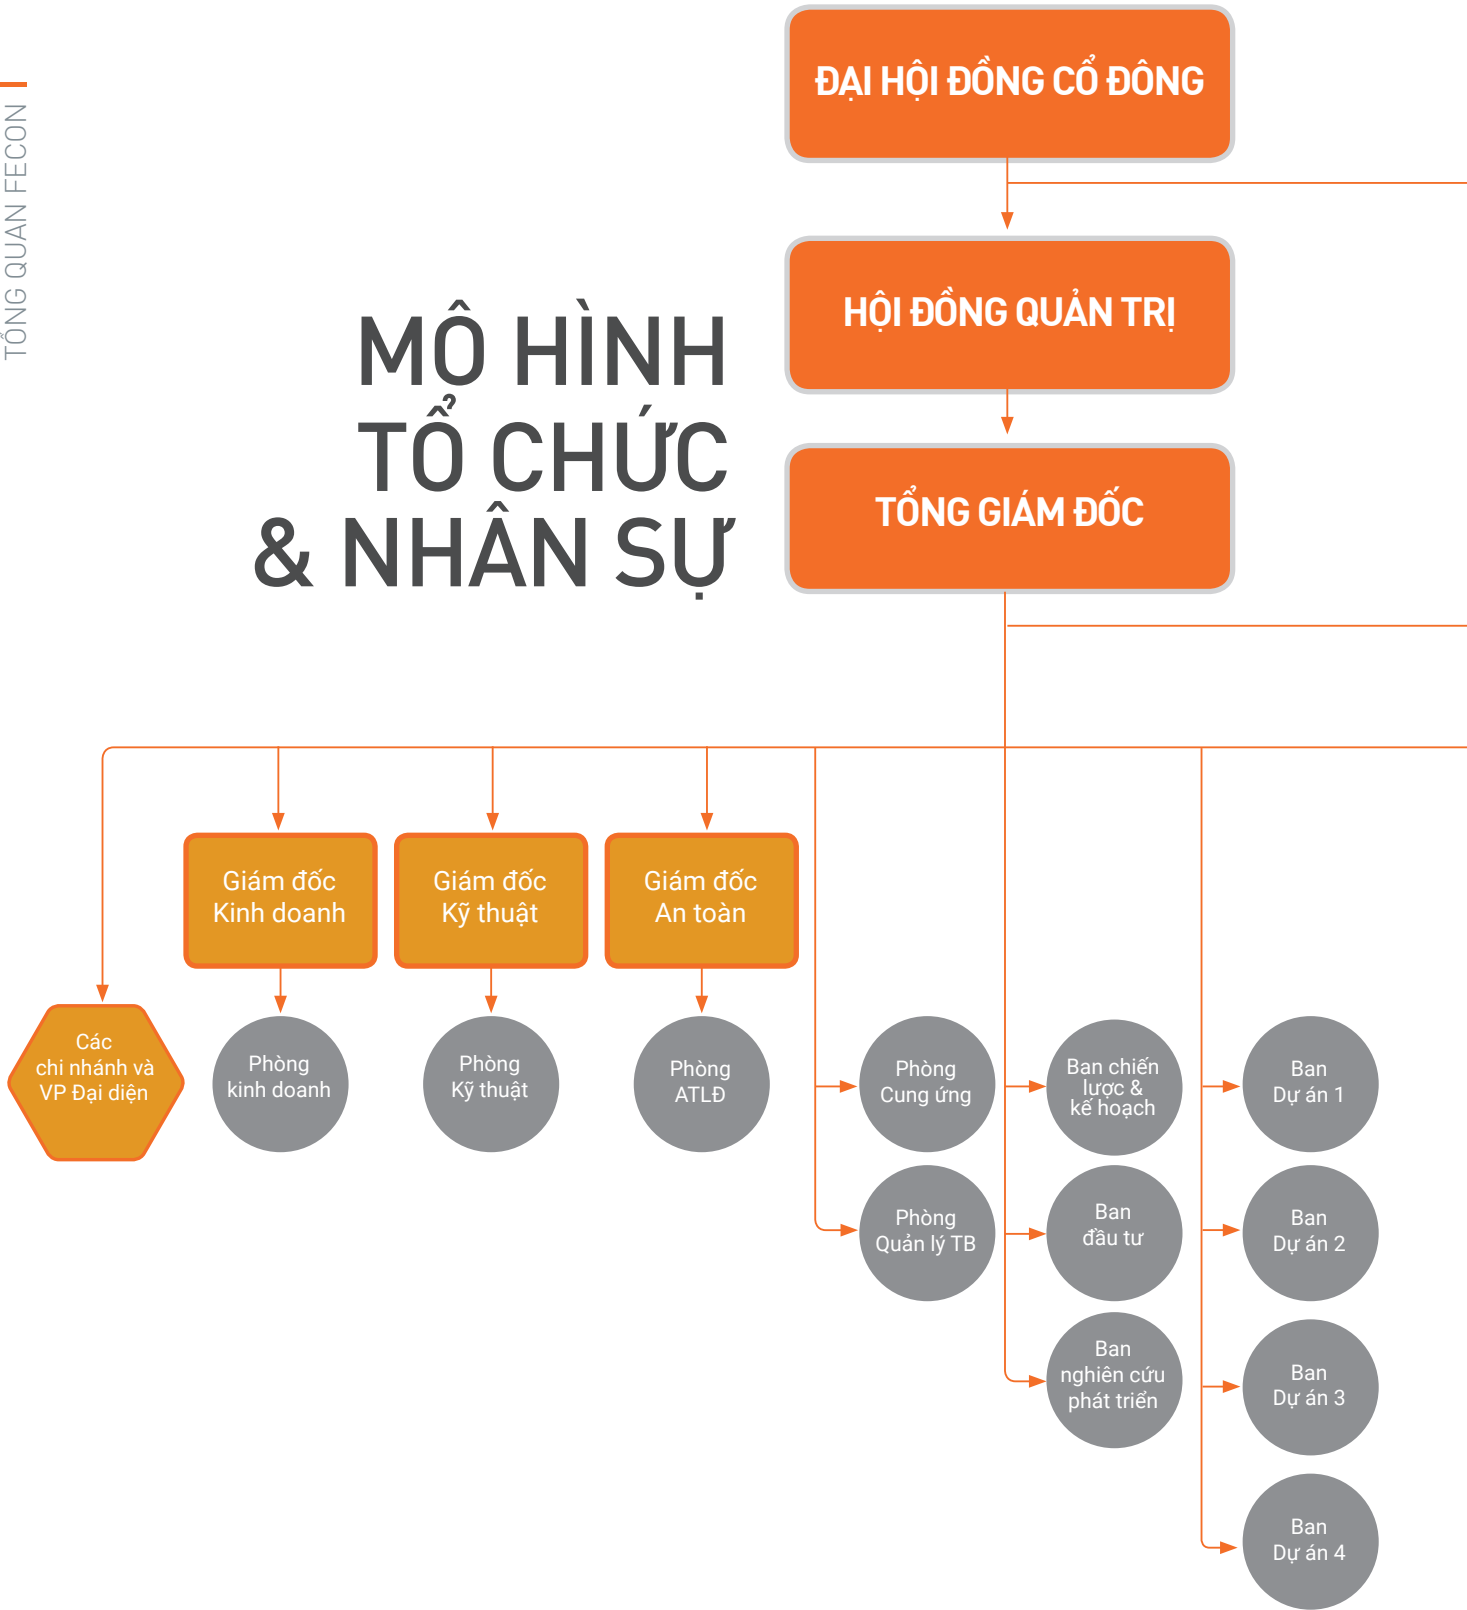 TỔNG QUAN FECON
MÔ HÌNH
TỔ CHỨC
& NHÂN SỰ
ĐẠI HỘI ĐỒNG CỔ ĐÔNG
HỘI ĐỒNG QUẢN TRỊ
TỔNG GIÁM ĐỐC
Giám đốc
Kinh doanh
Giám đốc
Kỹ thuật
Giám đốc
An toàn
Các
chi nhánh và
VP Đại diện
Phòng
kinh doanh
Phòng
Kỹ thuật
Phòng
ATLĐ
Phòng
Cung ứng
Ban chiến
lược &
kế hoạch
Ban
Dự án 1
Phòng
Quản lý TB
Ban
đầu tư
Ban
Dự án 2
Ban
nghiên cứu
phát triển
Ban
Dự án 3
Ban
Dự án 4